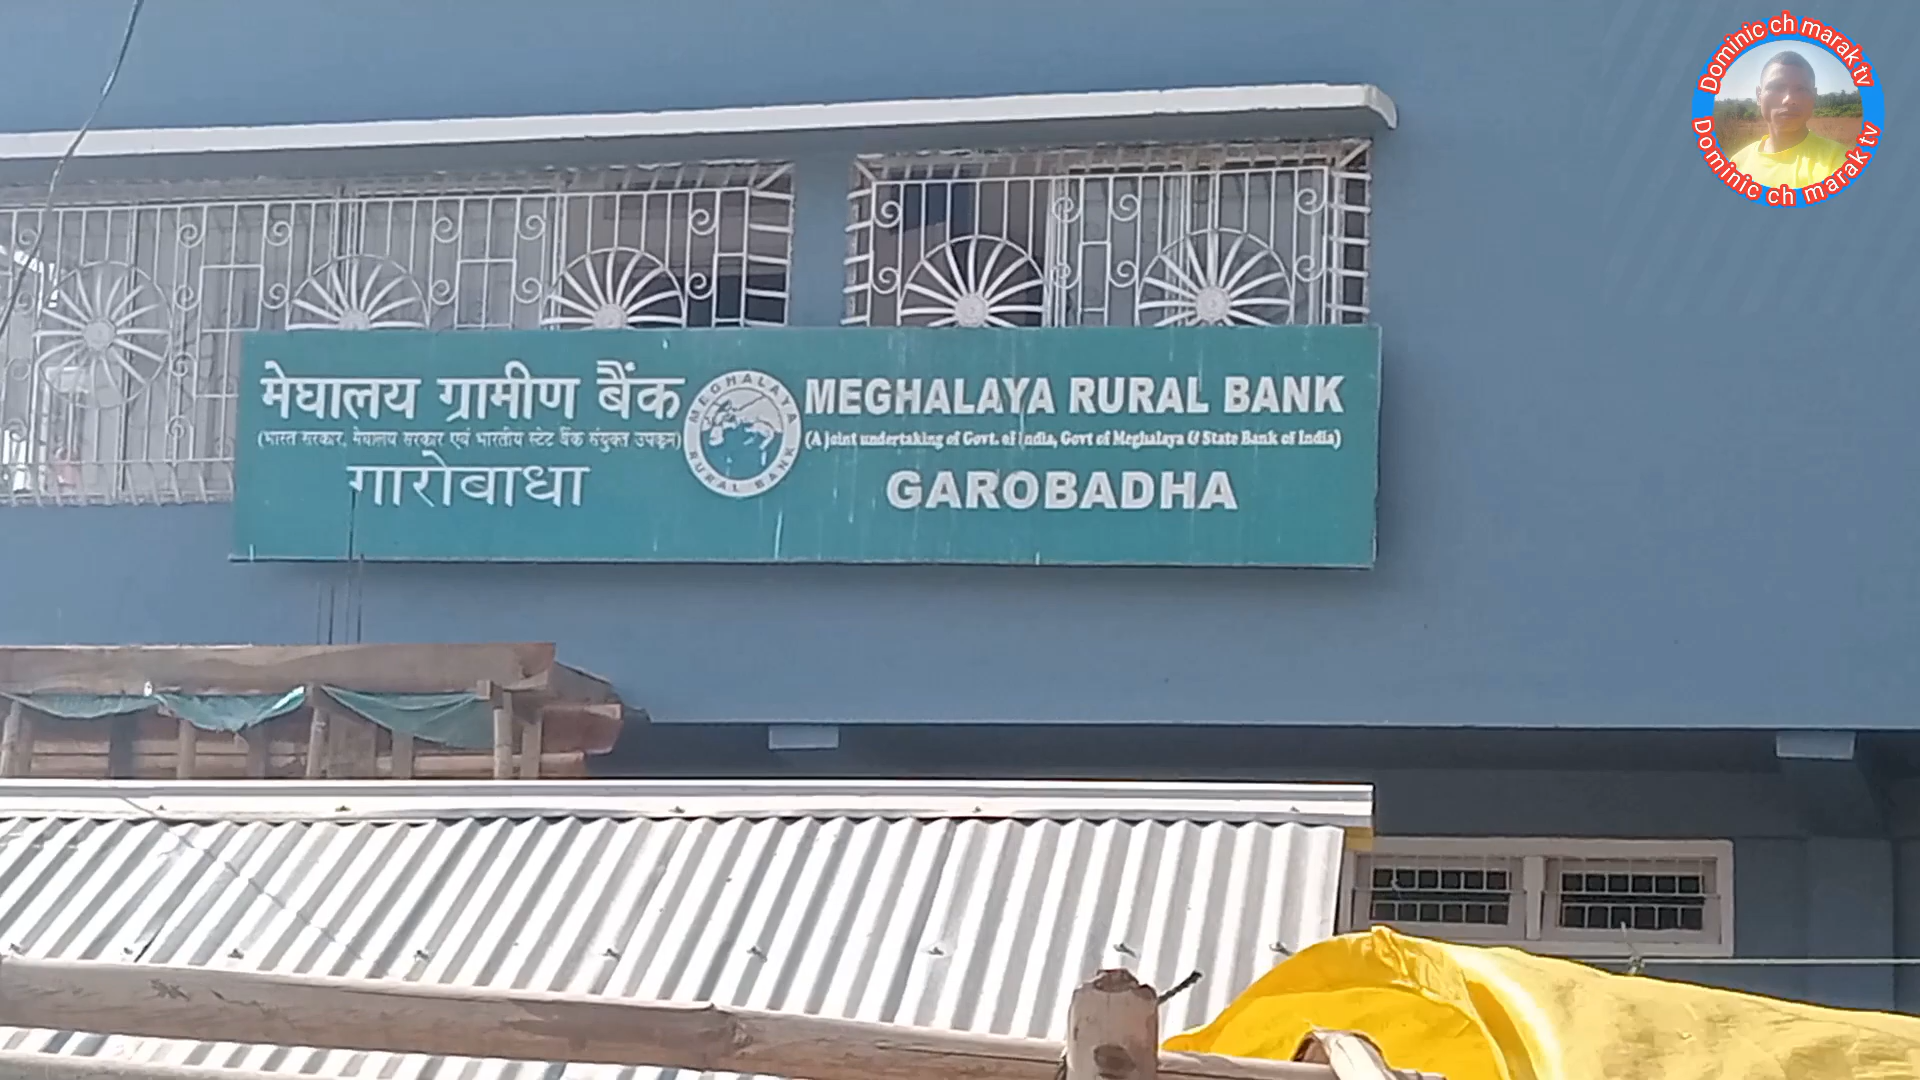 Dominic ch marak tv
Dominic ch marak tv
मेघालय ग्रामीण बैंक
(भारत सरकार, मेघालय सरकार एवं भारतीय स्टेट बैंक संयुक्त उपक्रम)
गारोवाधा
MEGHALAYA
RURAL BANK
MEGHALAYA RURAL BANK
(A joint undertaking of Govt. of India, Govt of Meghalaya & State Bank of India)
GAROBADHA